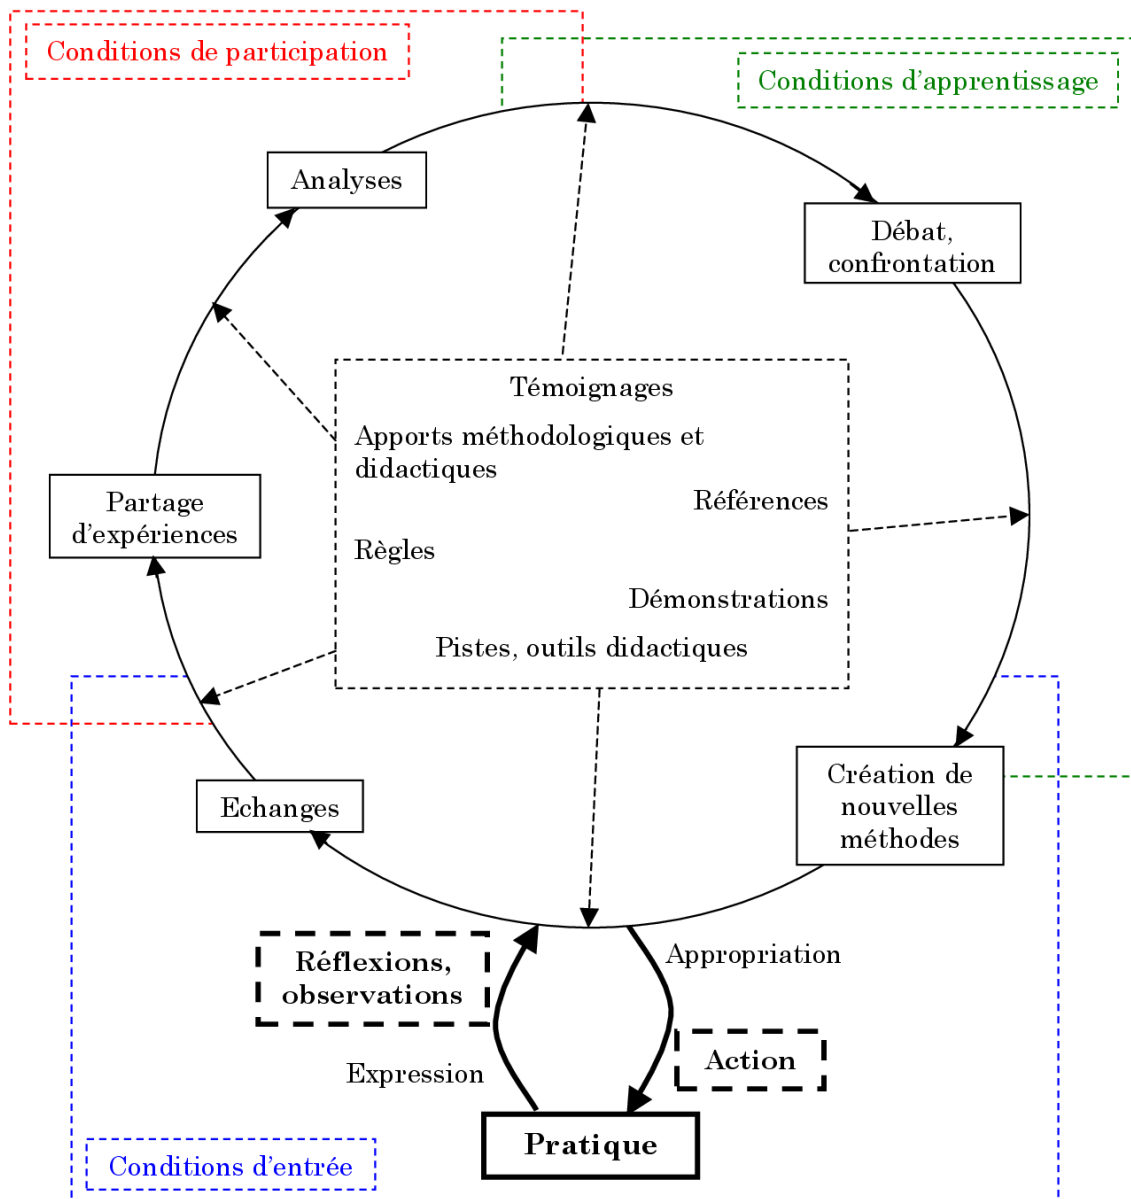 Conditions de participation
Conditions d'apprentissage
Analyses
Débat,
confrontation
Témoignages
Apports méthodologiques et
didactiques
Références
Partage
d'expériences
Règles
Démonstrations
Pistes, outils didactiques
Echanges
Création de
nouvelles
méthodes
Réflexions,
observations
Appropriation
Action
Expression
Pratique
Conditions d'entrée